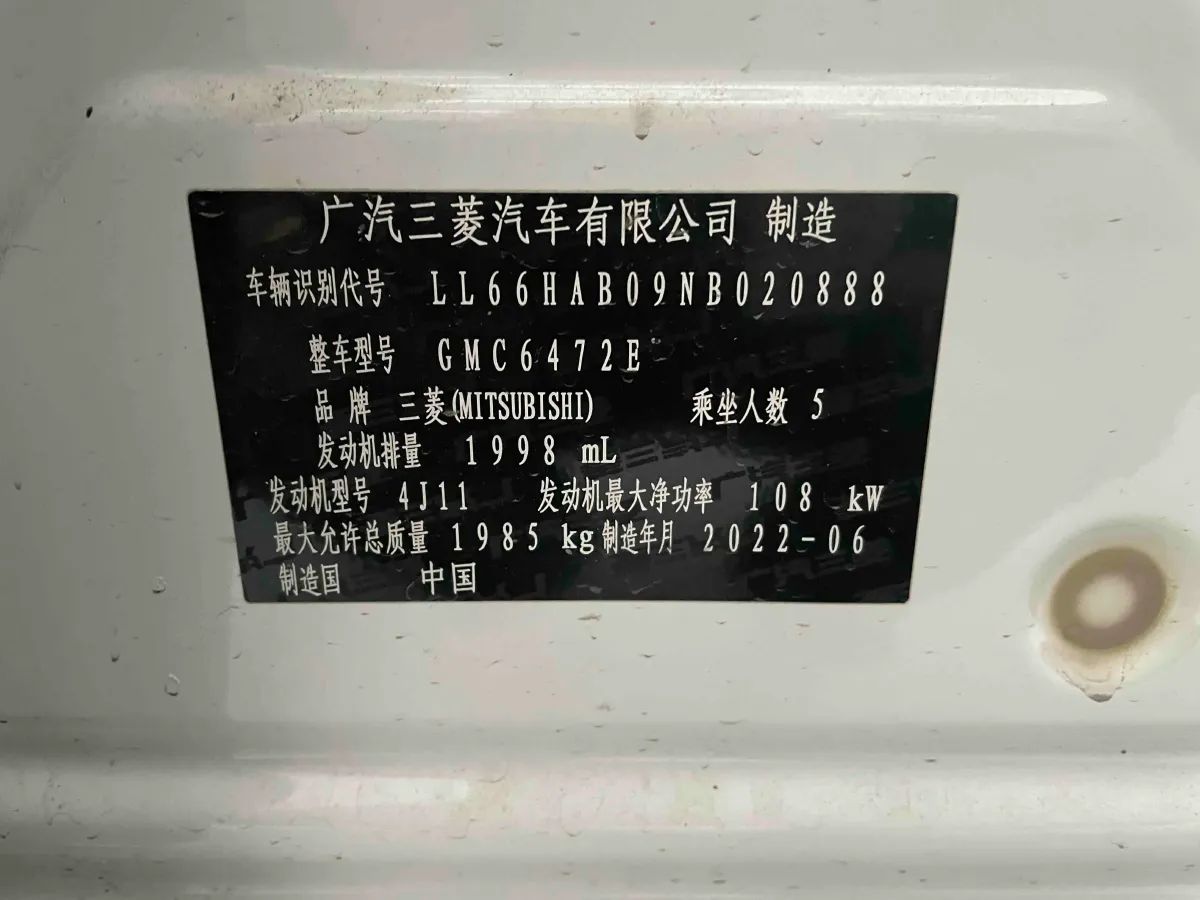 广汽三菱汽车有限公司 制造
车辆识别代号 LL66HAB09NB020888
整车型号 GMC6472E
品牌 三菱(MITSUBISHI) 乘坐人数 5
发动机排量 1998 mL
发动机型号 4J11 发动机最大净功率 108 kW
最大允许总质量 1985 kg 制造年月 2022-06
制造国 中国